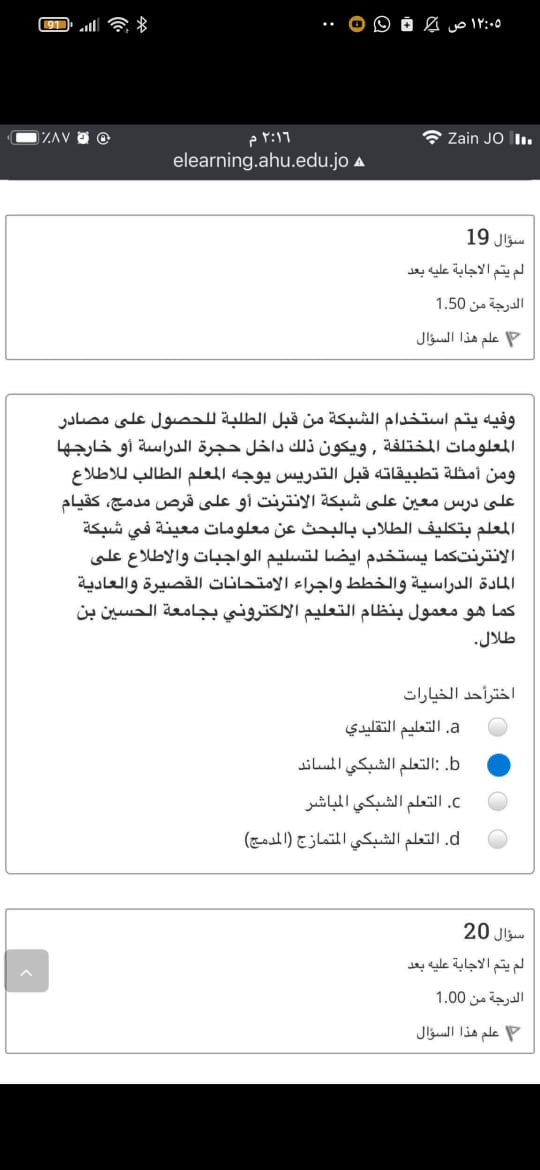 91
١٢:٠٥ ص
٪٨٧
٢:١٦ م
Zain JO
elearning.ahu.edu.jo
سؤال 19
لم يتم الاجابة عليه بعد
الدرجة من 1.50
علم هذا السؤال
وفيه يتم استخدام الشبكة من قبل الطلبة للحصول على مصادر
المعلومات المختلفة , ويكون ذلك داخل حجرة الدراسة أو خارجها
ومن أمثلة تطبيقاته قبل التدريس يوجه المعلم الطالب للاطلاع
على درس معين على شبكة الانترنت أو على قرص مدمج، كقيام
المعلم بتكليف الطلاب بالبحث عن معلومات معينة في شبكة
الانترنتكما يستخدم ايضا لتسليم الواجبات والاطلاع على
المادة الدراسية والخطط واجراء الامتحانات القصيرة والعادية
كما هو معمول بنظام التعليم الالكتروني بجامعة الحسين بن
طلال.
اخترأحد الخيارات
a. التعليم التقليدي
b. :التعلم الشبكي المساند
c. التعلم الشبكي المباشر
d. التعلم الشبكي المتمازج (المدمج)
سؤال 20
لم يتم الاجابة عليه بعد
الدرجة من 1.00
علم هذا السؤال